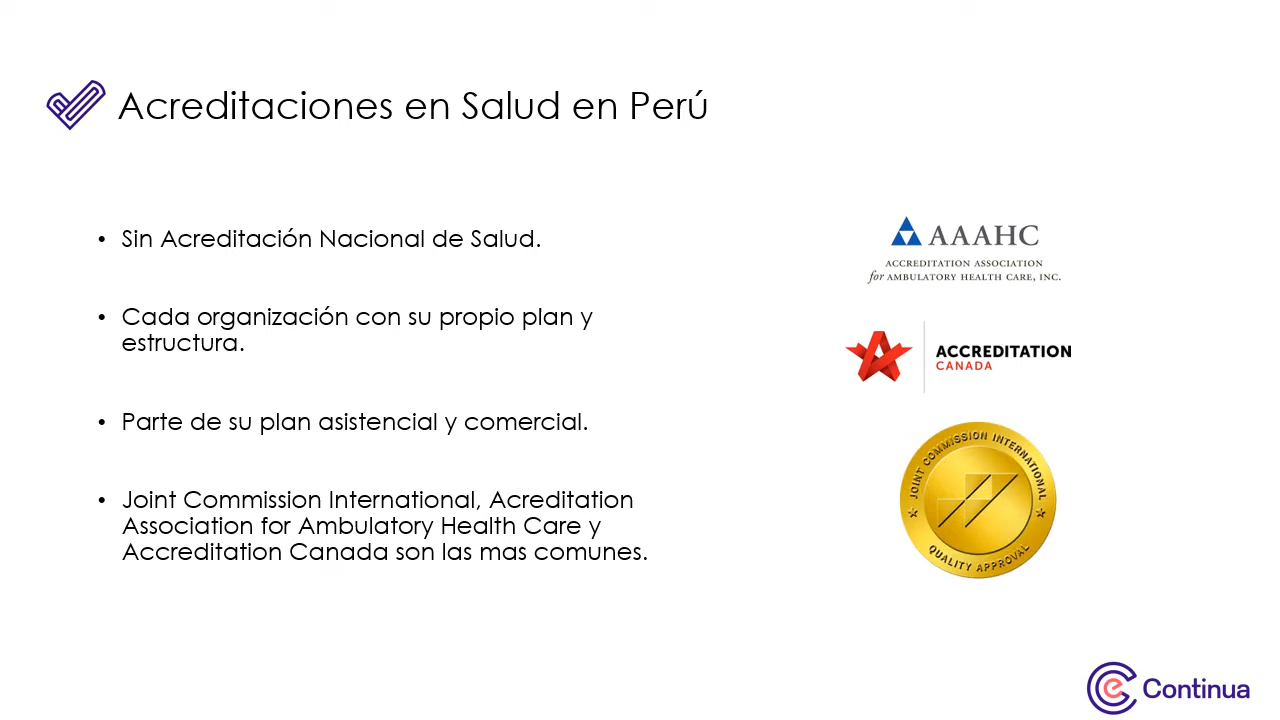 Acreditaciones en Salud en Perú
• Sin Acreditación Nacional de Salud.
• Cada organización con su propio plan y
estructura.
• Parte de su plan asistencial y comercial.
• Joint Commission International, Acreditation
Association for Ambulatory Health Care y
Accreditation Canada son las mas comunes.
AAAHC
ACCREDITATION ASSOCIATION
for AMBULATORY HEALTH CARE, INC.
ACCREDITATION
CANADA
JOINT COMMISSION INTERNATIONAL
QUALITY APPROVAL
Continua